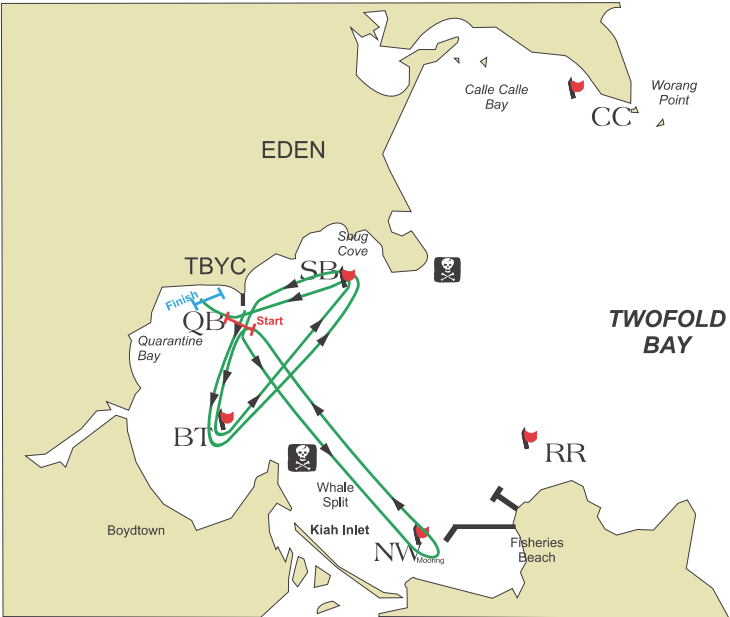 Calle Calle
Bay
Worang
Point
CC
EDEN
Snug
Cove
TBYC
SB
Finish
QB
Start
TWOFOLD
BAY
Quarantine
Bay
BT
RR
Whale
Split
Boydtown
Kiah Inlet
NW
Mooring
Fisheries
Beach